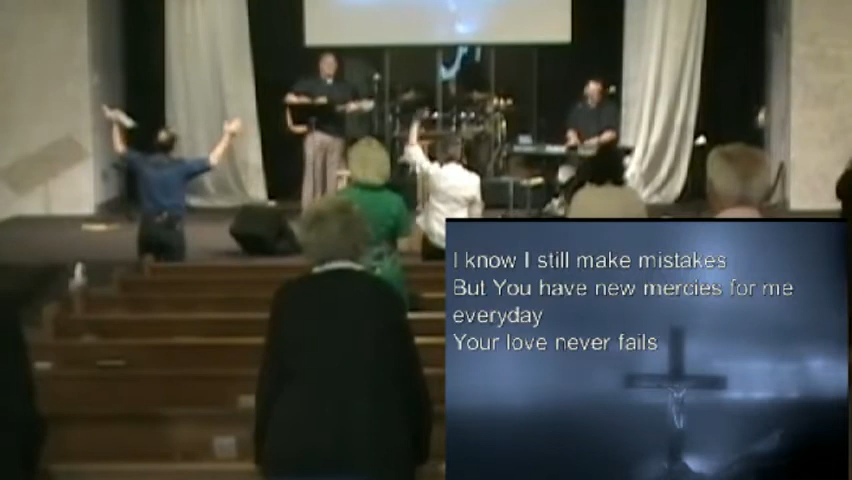 I know I still make mistakes
But You have new mercies for me
everyday
Your love never fails